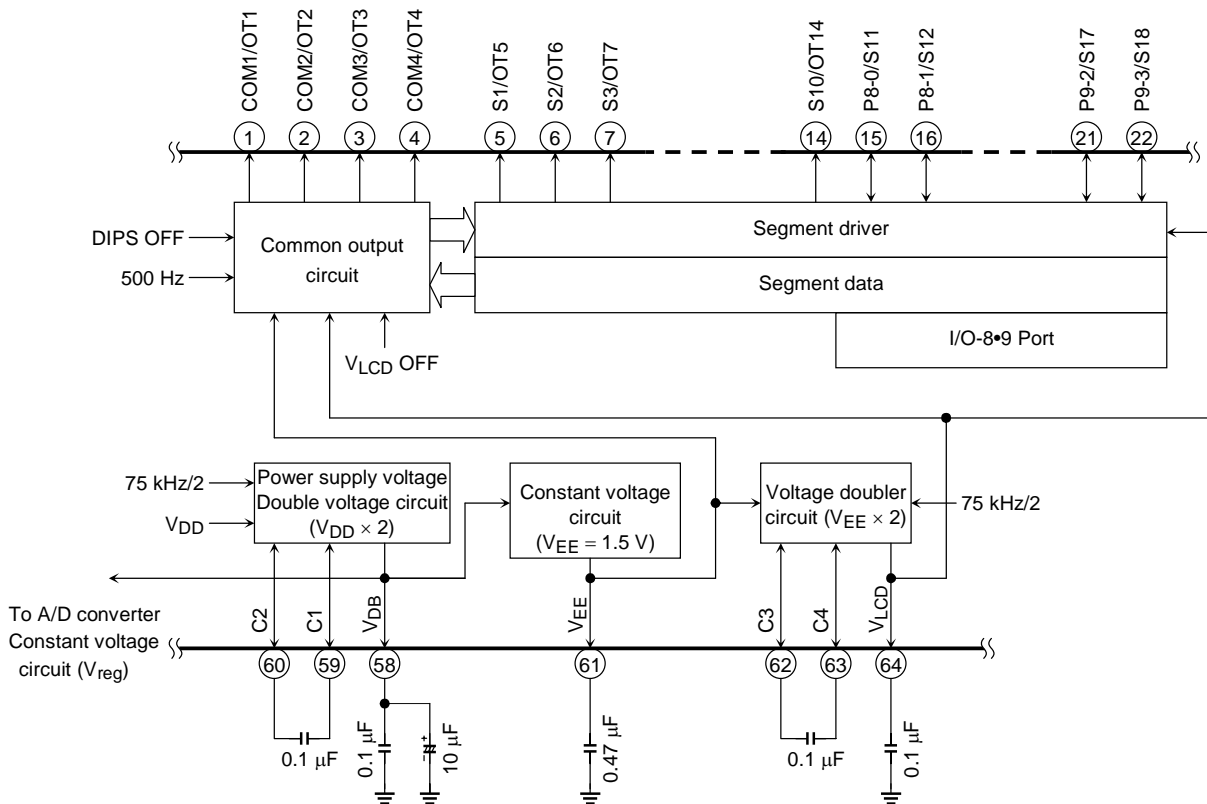 COM1/OT1
COM2/OT2
COM3/OT3
COM4/OT4
S1/OT5
S2/OT6
S3/OT7
S10/OT14
P8-0/S11
P8-1/S12
P9-2/S17
P9-3/S18
1
2
3
4
5
6
7
14
15
16
21
22
DIPS OFF
500 Hz
Common output
circuit
Segment driver
Segment data
I/O-8•9 Port
VLCD OFF
75 kHz/2
VDD
Power supply voltage
Double voltage circuit
(VDD × 2)
Constant voltage
circuit
(VEE = 1.5 V)
Voltage doubler
circuit (VEE × 2)
75 kHz/2
To A/D converter
Constant voltage
circuit (Vreg)
C2
C1
VDB
VEE
C3
C4
VLCD
60
59
58
61
62
63
64
0.1 μF
0.1 μF
- +
10 μF
0.47 μF
0.1 μF
0.1 μF